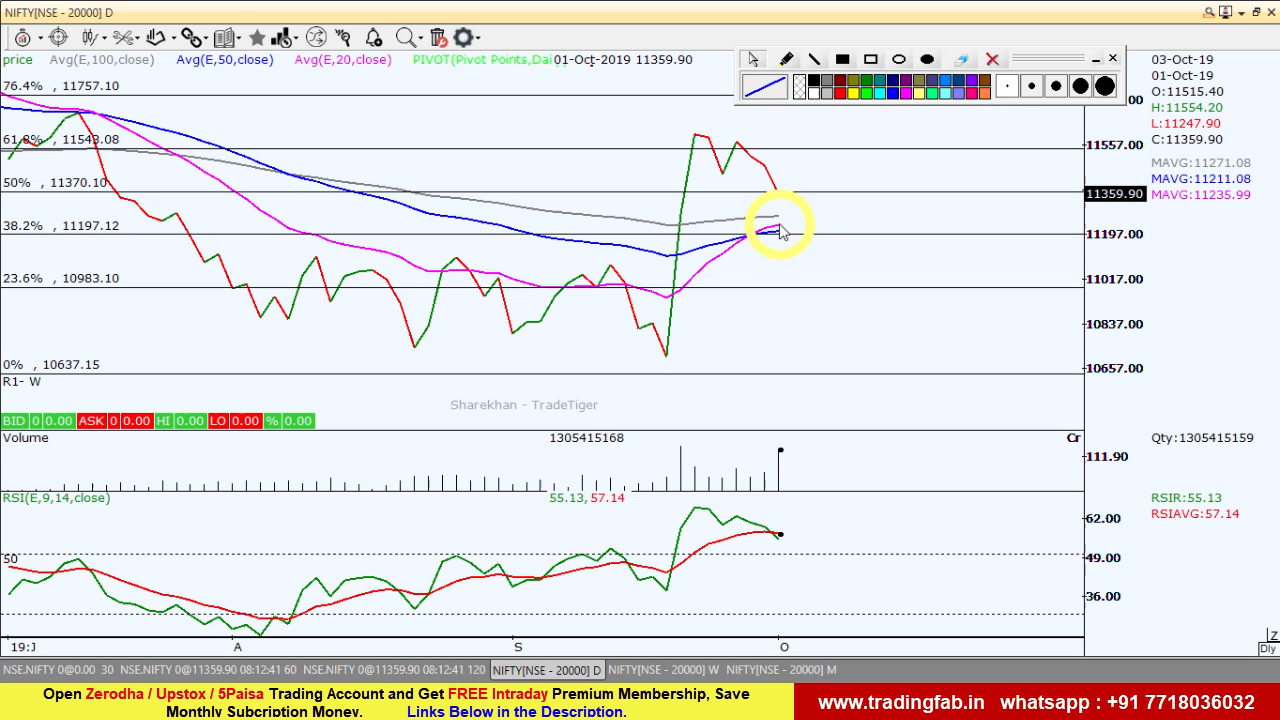 NIFTY[NSE - 20000] D
price Avg(E,100,close) Avg(E,50,close) Avg(E,20,close) PIVOT(Pivot Points,Dai 01-Oct-2019 11359.90
03-Oct-19
01-Oct-19
O:11515.40
H:11554.20
L:11247.90
C:11359.90
MAVG:11271.08
MAVG:11211.08
MAVG:11235.99
76.4% , 11757.10
61.8% , 11543.08
50% , 11370.10
38.2% , 11197.12
23.6% , 10983.10
0% , 10637.15
11557.00
11359.90
11197.00
11017.00
10837.00
10657.00
R1- W
Sharekhan - TradeTiger
BID 0 0.00 ASK 0 0.00 HI 0.00 LO 0.00 % 0.00
Volume 1305415168 Cr
Qty:1305415159
111.90
RSI(E,9,14,close) 55.13, 57.14
RSIR:55.13
RSIAVG:57.14
62.00
50
49.00
36.00
19:J A S O
Z
Dly
NSE.NIFTY 0@0.00 30 NSE.NIFTY 0@11359.90 08:12:41 60 NSE.NIFTY 0@11359.90 08:12:41 120 NIFTY[NSE - 20000] D NIFTY[NSE - 20000] W NIFTY[NSE - 20000] M
Open Zerodha / Upstox / 5Paisa Trading Account and Get FREE Intraday Premium Membership, Save
Monthly Subcription Money. Links Below in the Description.
www.tradingfab.in whatsapp : +91 7718036032